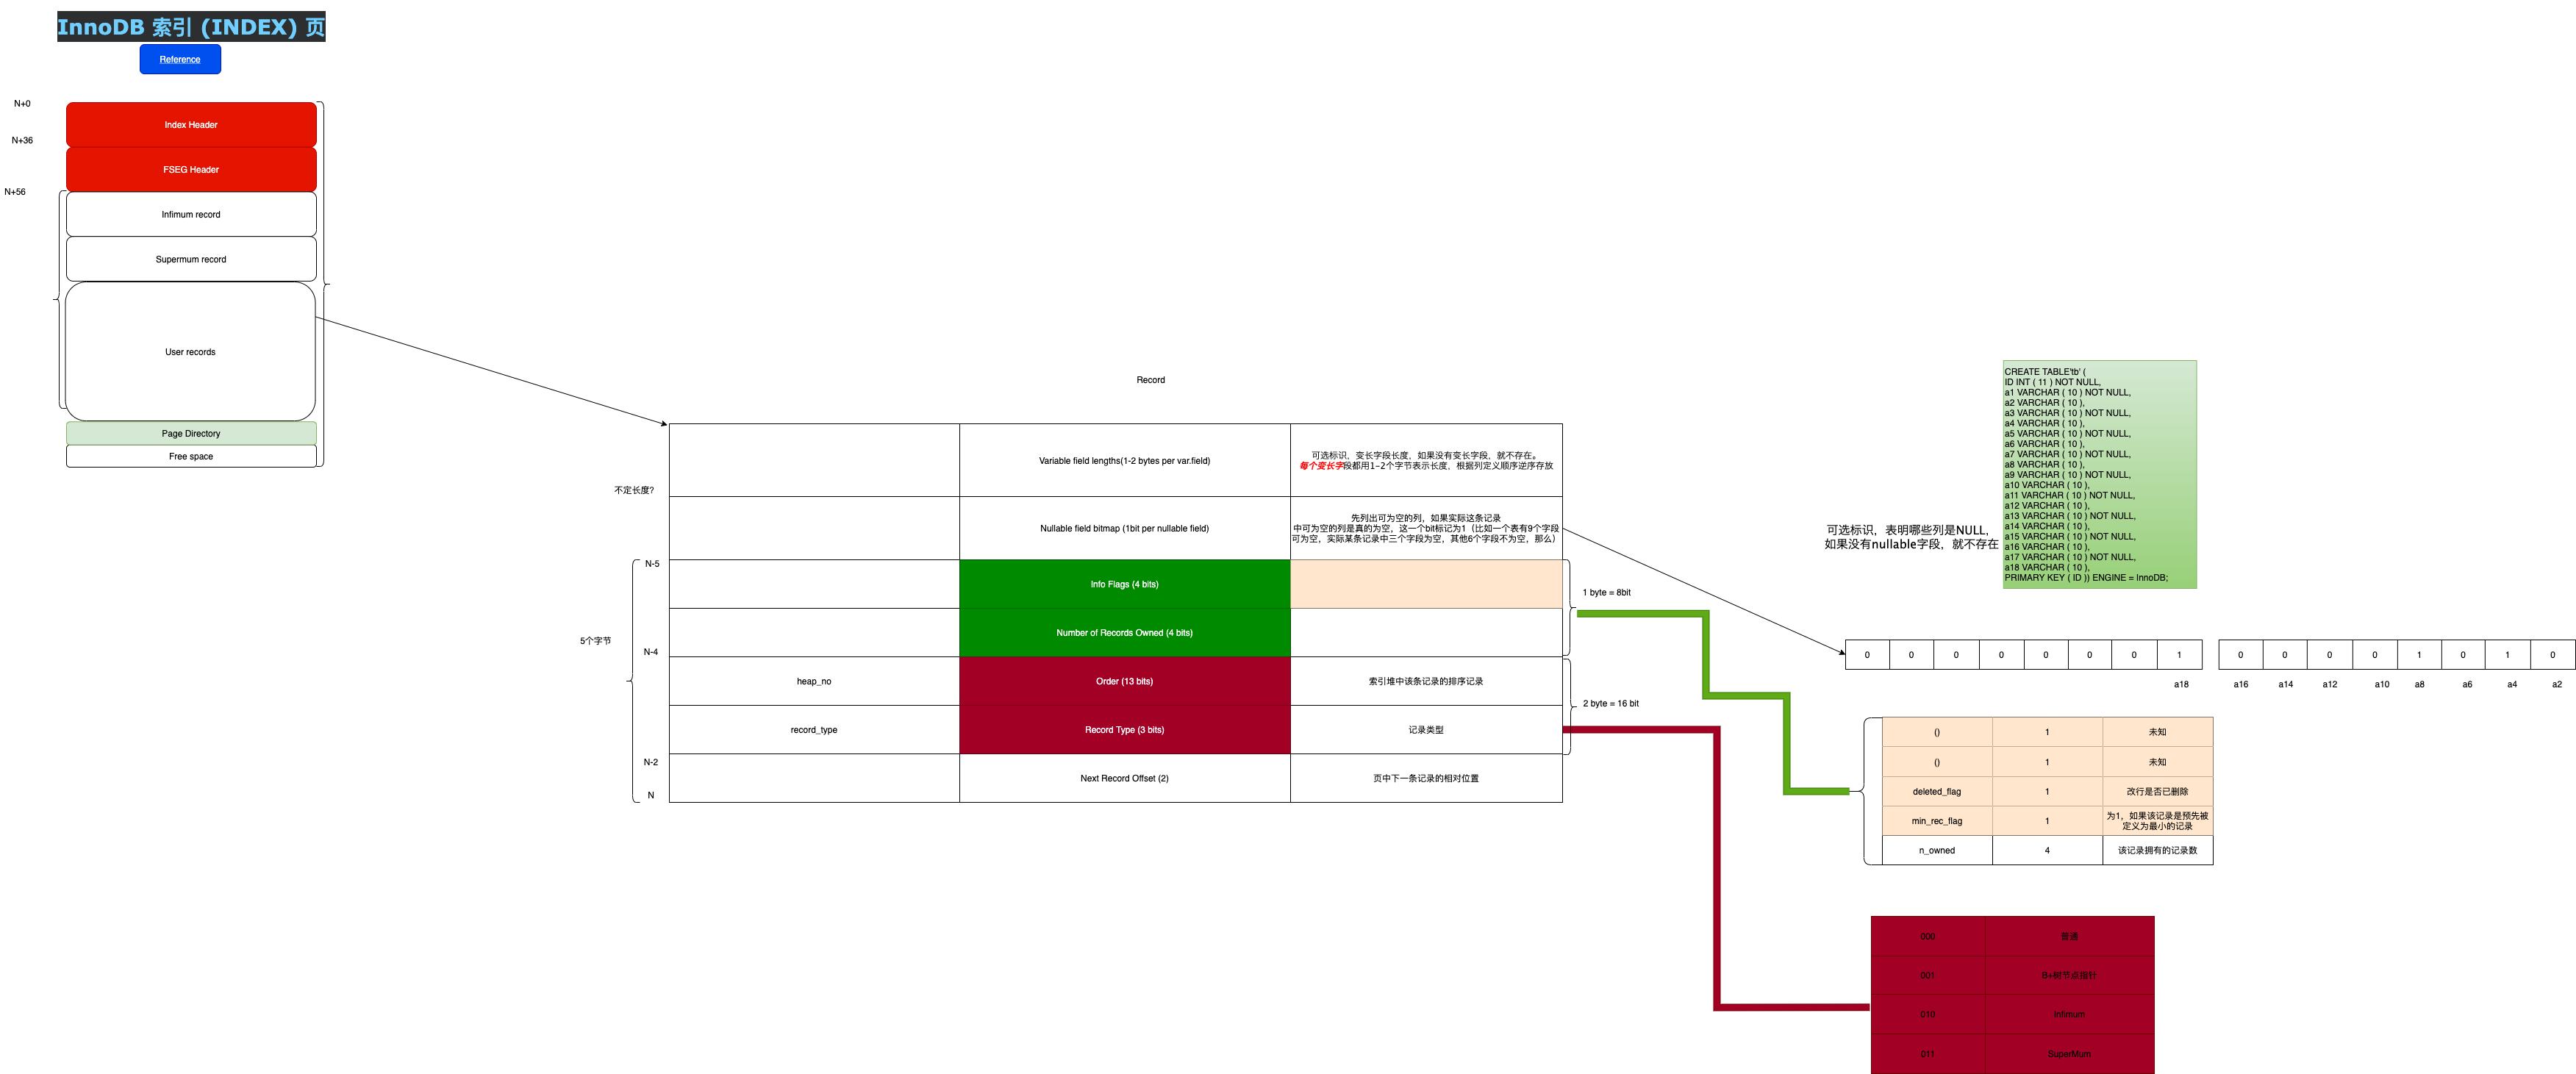 InnoDB 索引 (INDEX) 页
Reference
N+0
Index Header
N+36
FSEG Header
N+56
Infimum record
Supermum record
User records
Page Directory
Free space
Record
Variable field lengths(1-2 bytes per var.field)
可选标识，变长字段长度，如果没有变长字段，就不存在。
每个变长字段都用1-2个字节表示长度，根据列定义顺序逆序存放
不定长度?
Nullable field bitmap (1bit per nullable field)
先列出可为空的列，如果实际这条记录
中可为空的列是真的为空，这一个bit标记为1（比如一个表有9个字段
可为空，实际某条记录中三个字段为空，其他6个字段不为空，那么）
N-5
Info Flags (4 bits)
1 byte = 8bit
Number of Records Owned (4 bits)
5个字节
N-4
heap_no
Order (13 bits)
索引堆中该条记录的排序记录
2 byte = 16 bit
record_type
Record Type (3 bits)
记录类型
N-2
Next Record Offset (2)
页中下一条记录的相对位置
N
CREATE TABLE'tb' (
ID INT ( 11 ) NOT NULL,
a1 VARCHAR ( 10 ) NOT NULL,
a2 VARCHAR ( 10 ),
a3 VARCHAR ( 10 ) NOT NULL,
a4 VARCHAR ( 10 ),
a5 VARCHAR ( 10 ) NOT NULL,
a6 VARCHAR ( 10 ),
a7 VARCHAR ( 10 ) NOT NULL,
a8 VARCHAR ( 10 ),
a9 VARCHAR ( 10 ) NOT NULL,
a10 VARCHAR ( 10 ),
a11 VARCHAR ( 10 ) NOT NULL,
a12 VARCHAR ( 10 ),
a13 VARCHAR ( 10 ) NOT NULL,
a14 VARCHAR ( 10 ),
a15 VARCHAR ( 10 ) NOT NULL,
a16 VARCHAR ( 10 ),
a17 VARCHAR ( 10 ) NOT NULL,
a18 VARCHAR ( 10 ),
PRIMARY KEY ( ID )) ENGINE = InnoDB;
可选标识，表明哪些列是NULL，
如果没有nullable字段，就不存在
0 0 0 0 0 0 0 1 0 0 0 0 1 0 1 0
a18 a16 a14 a12 a10 a8 a6 a4 a2
() 1 未知
() 1 未知
deleted_flag 1 改行是否已删除
min_rec_flag 1 为1，如果该记录是预先被
定义为最小的记录
n_owned 4 该记录拥有的记录数
000 普通
001 B+树节点指针
010 Infimum
011 SuperMum